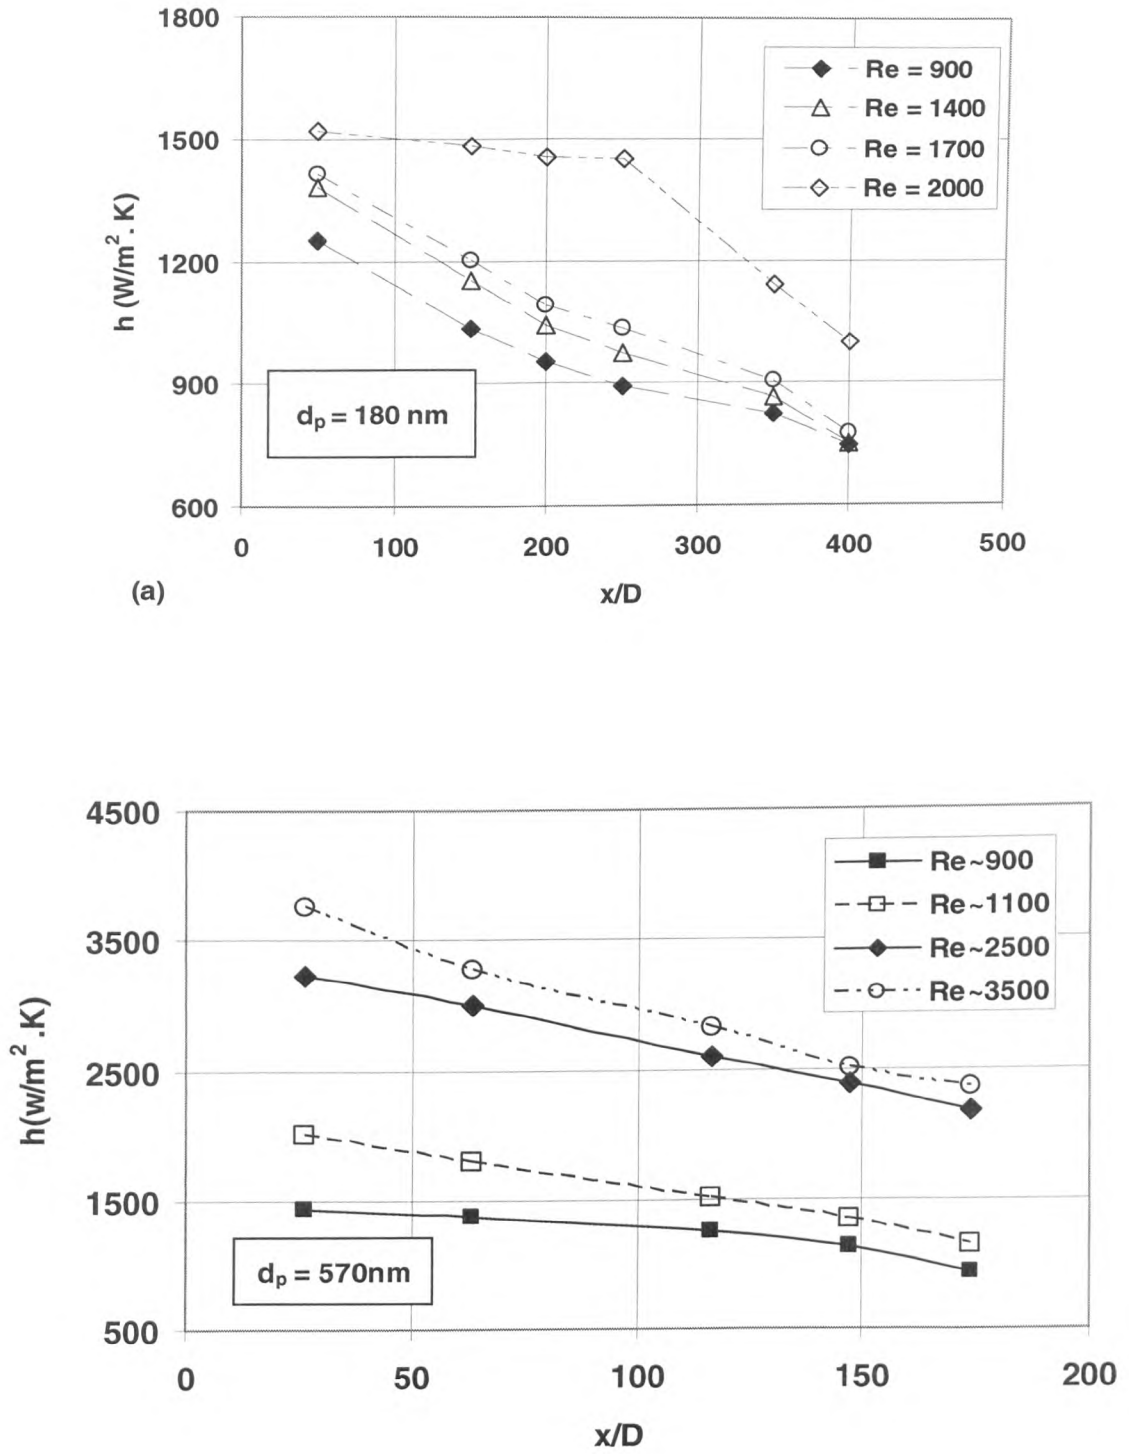 1800
1500
1200
900
600
h (W/m². K)
Re = 900
Re = 1400
Re = 1700
Re = 2000
dₚ = 180 nm
0 100 200 300 400 500
(a)
x/D
4500
3500
2500
1500
500
h(w/m² .K)
Re~900
Re~1100
Re~2500
Re~3500
dₚ = 570nm
0 50 100 150 200
x/D